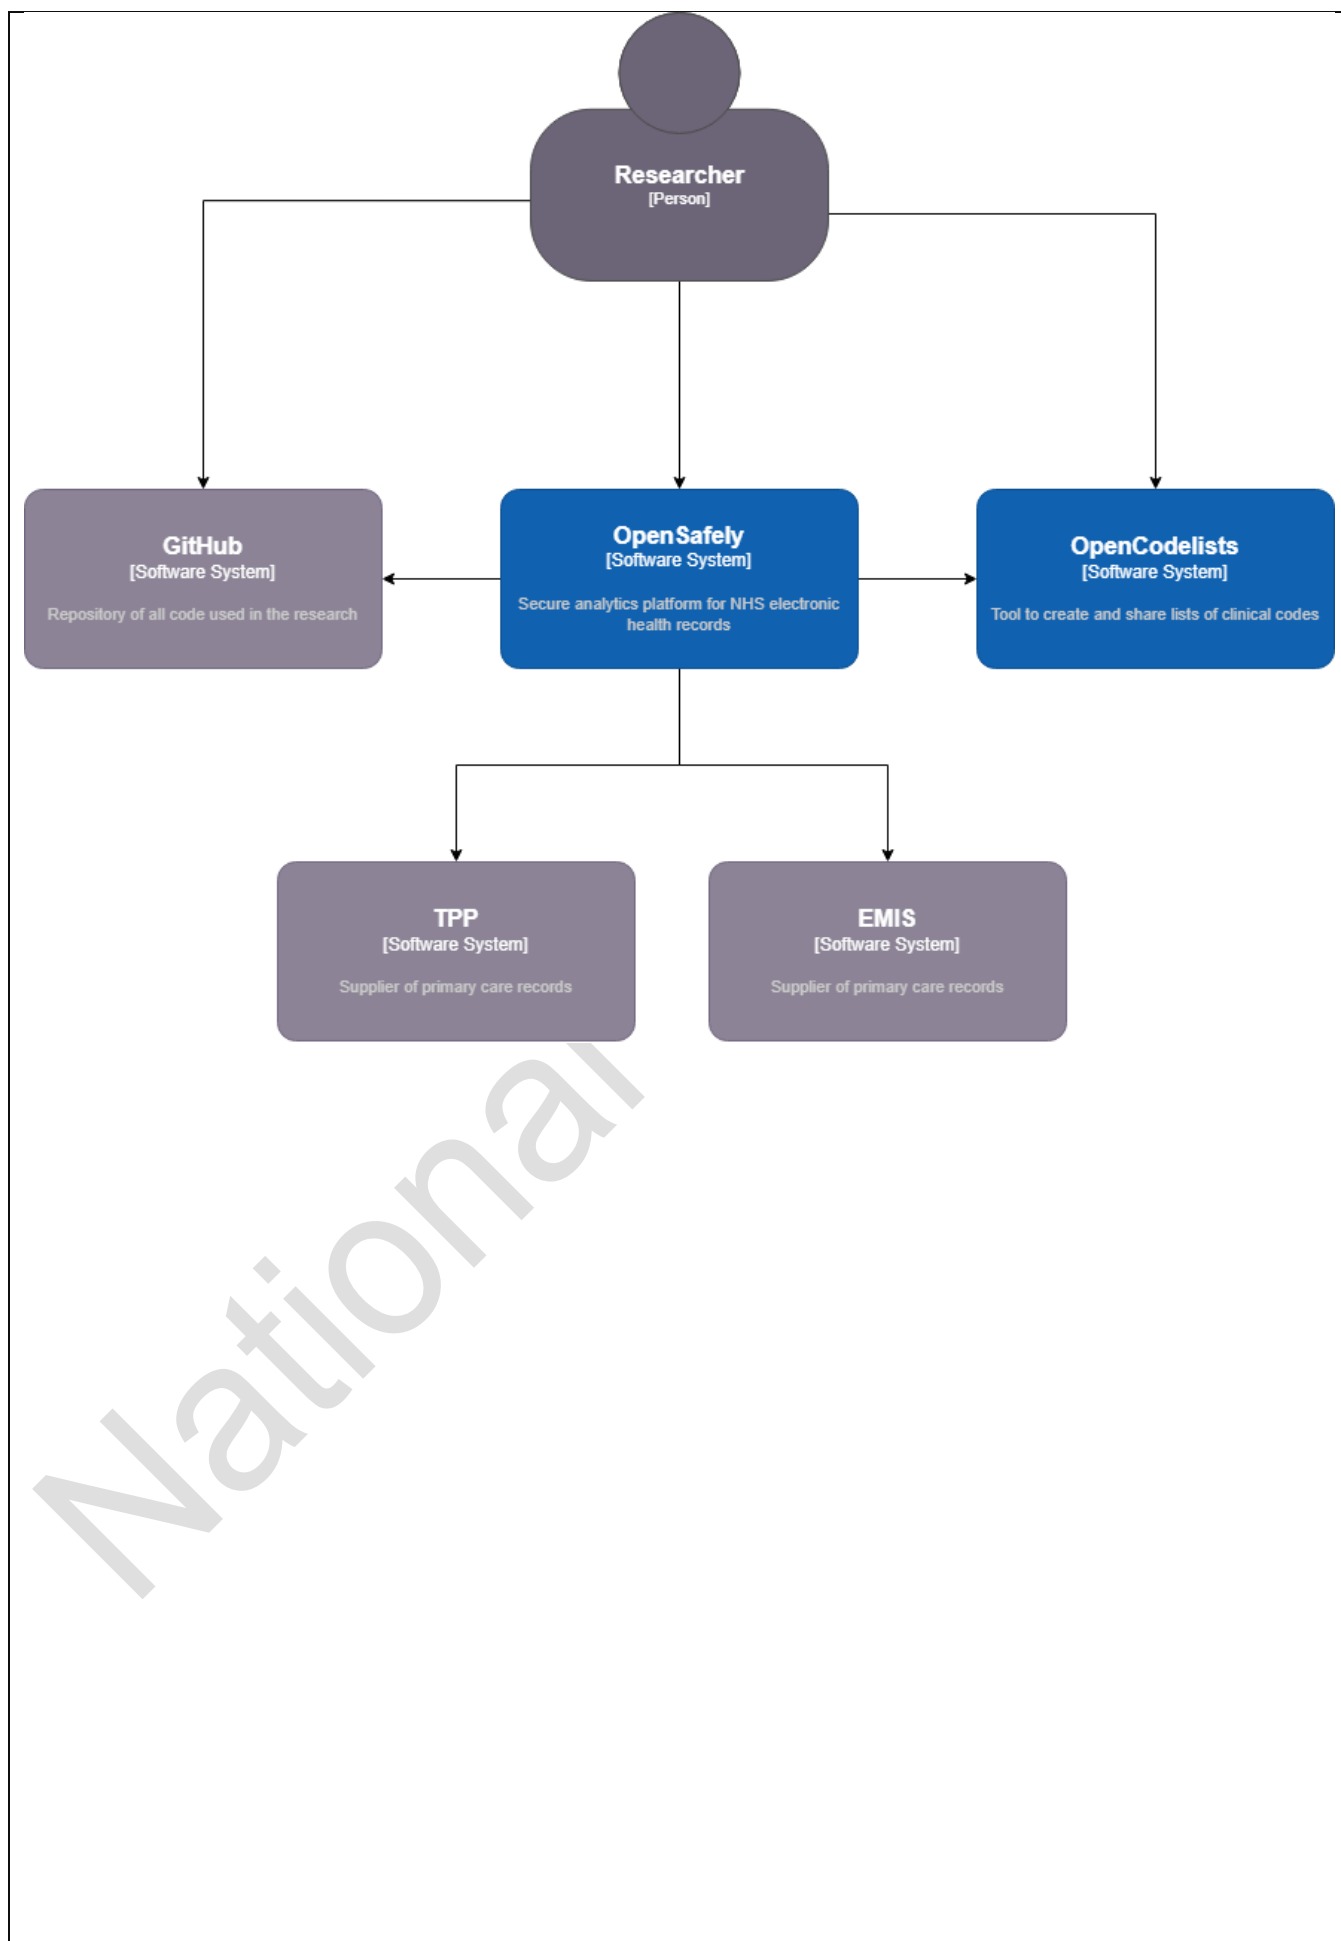 Researcher
[Person]
GitHub
[Software System]
Repository of all code used in the research
OpenSafely
[Software System]
Secure analytics platform for NHS electronic
health records
OpenCodelists
[Software System]
Tool to create and share lists of clinical codes
TPP
[Software System]
Supplier of primary care records
EMIS
[Software System]
Supplier of primary care records
National